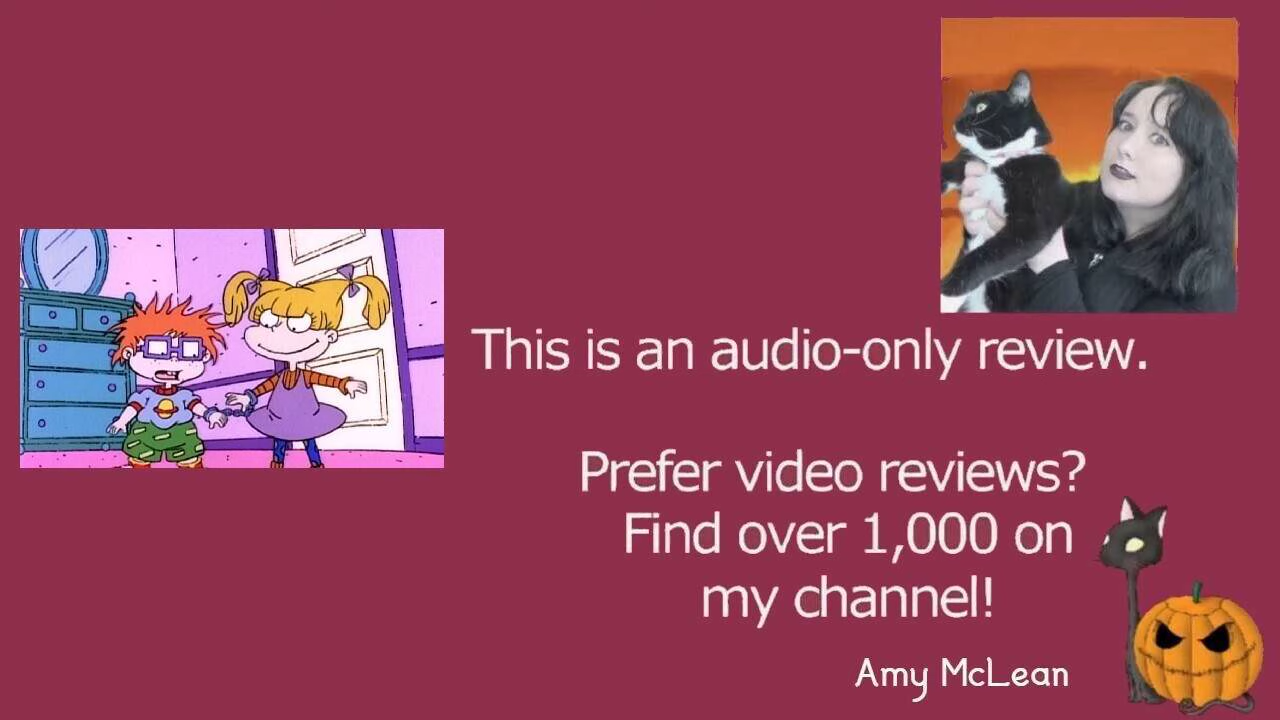 This is an audio-only review.
Prefer video reviews?
Find over 1,000 on
my channel!
Amy McLean